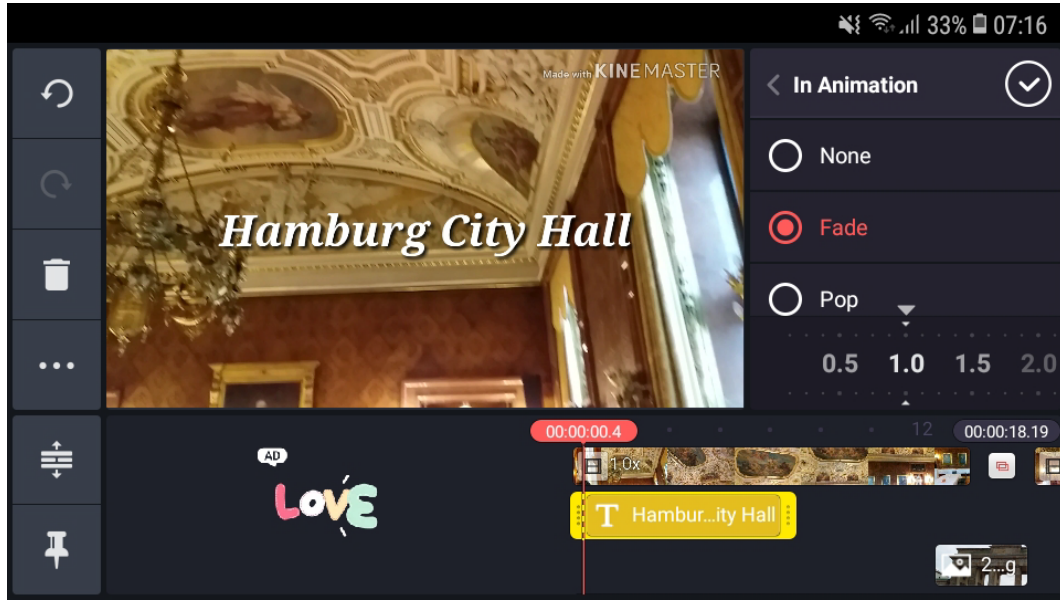 33% 07:16
Made with KINEMASTER
Hamburg City Hall
In Animation
None
Fade
Pop
0.5 1.0 1.5 2.0
00:00:00.4
12
00:00:18.19
AD
LOVE
1.0x
T Hambur...ity Hall
2...g